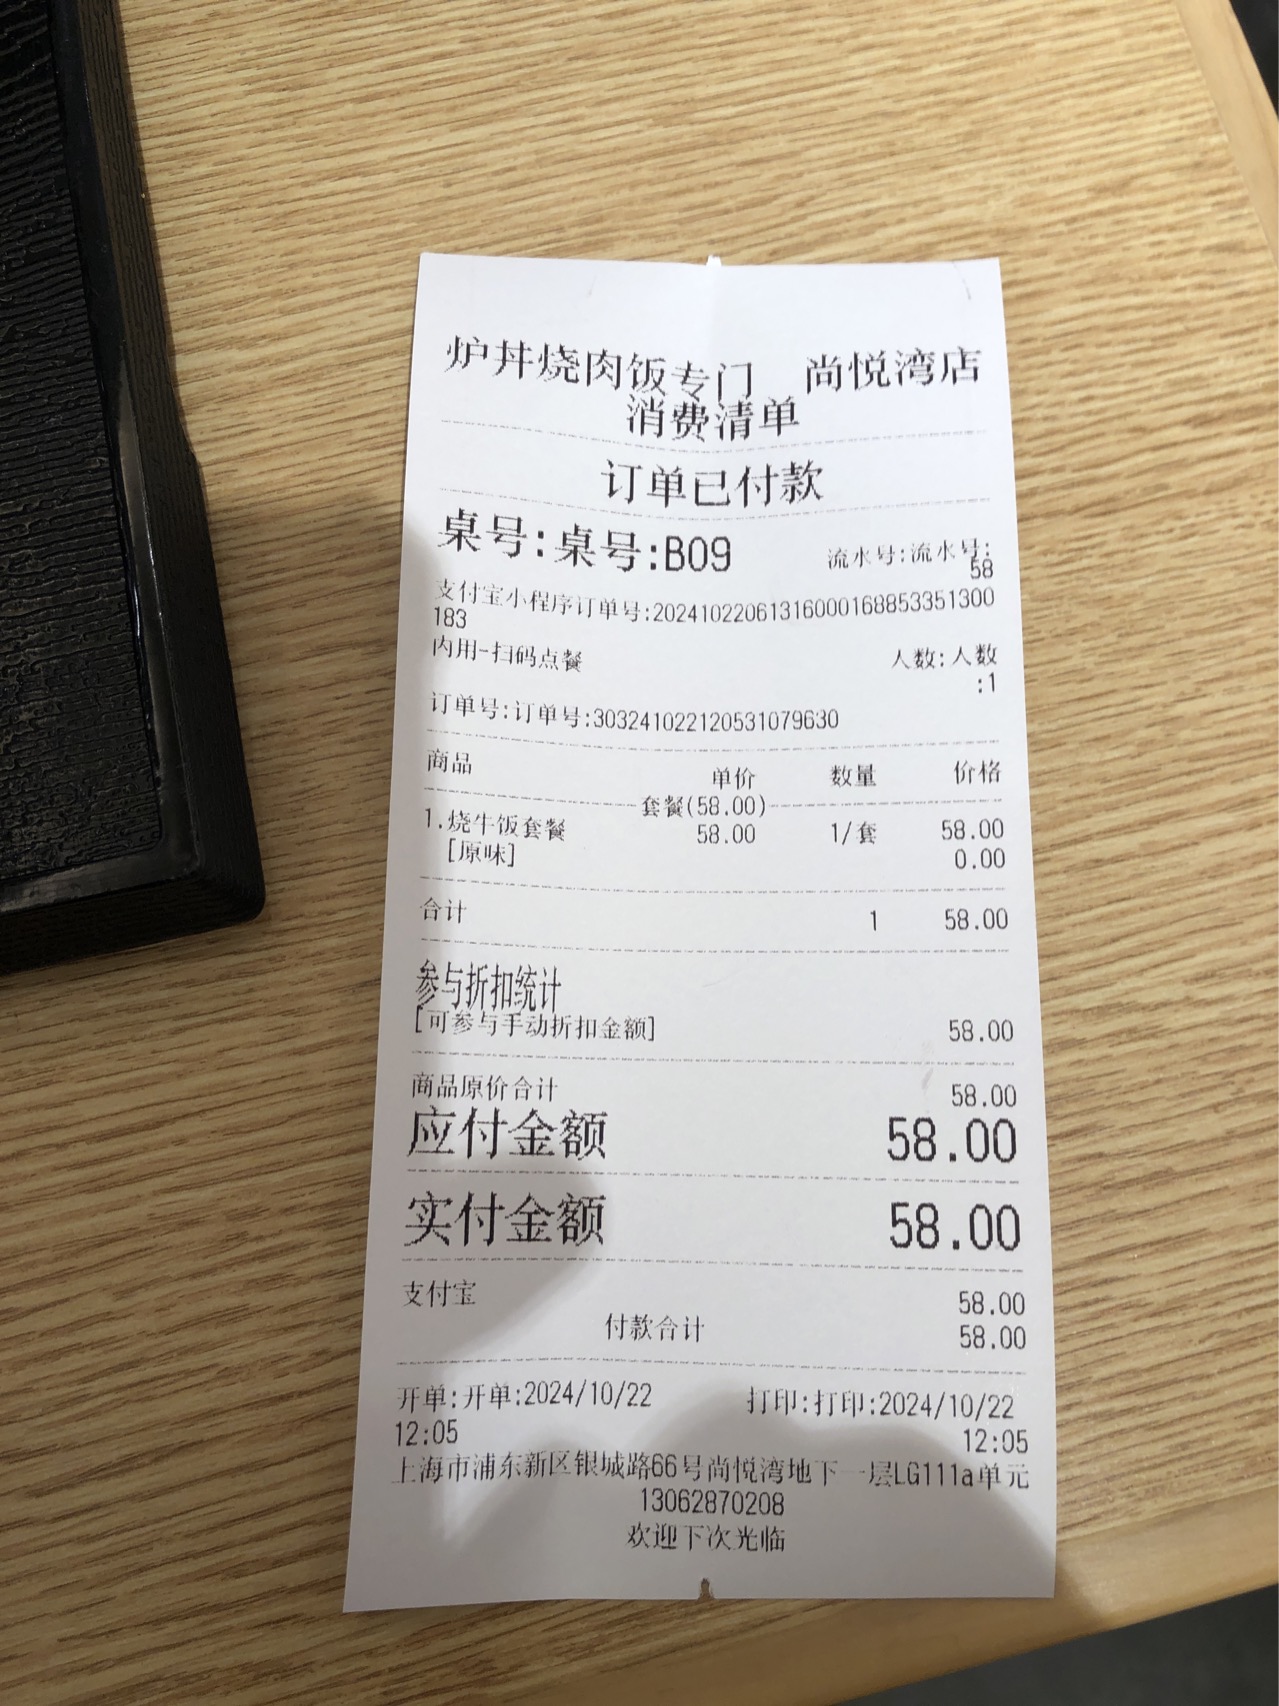 炉丼烧肉饭专门 尚悦湾店
消费清单
订单已付款
桌号:桌号:B09 流水号:流水号:
58
支付宝小程序订单号:2024102206131600016885335130​0
183
内用-扫码点餐 人数:人数
:1
订单号:订单号:303241022120531079630
商品 单价 数量 价格
套餐(58.00)
1.烧牛饭套餐 58.00 1/套 58.00
[原味] 0.00
合计 1 58.00
参与折扣统计
[可参与手动折扣金额] 58.00
商品原价合计 58.00
应付金额 58.00
实付金额 58.00
支付宝 58.00
付款合计 58.00
开单:开单:2024/10/22 打印:打印:2024/10/22
12:05 12:05
上海市浦东新区银城路66号尚悦湾地下一层LG111a单元
13062870208
欢迎下次光临